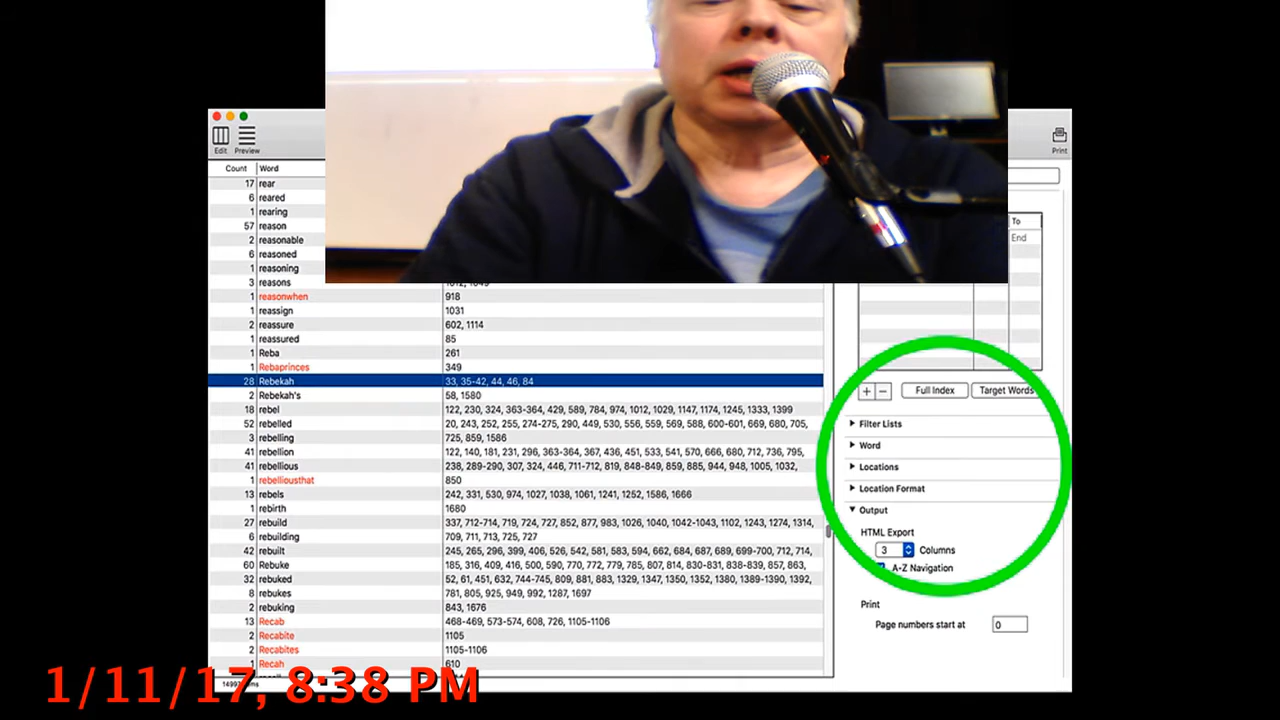 Edit Preview Print
Count Word
17 rear
6 reared
1 rearing To
57 reason
2 reasonable End
6 reasoned
1 reasoning
3 reasons
1 reasonwhen 918
1 reassign 1031
2 reassure 602, 1114
1 reassured 85
1 Reba 261
1 Rebaprinces 349
28 Rebekah 33, 35-42, 44, 46, 84
+ − Full Index Target Words
2 Rebekah's 58, 1580
18 rebel 122, 230, 324, 363-364, 429, 589, 784, 974, 1012, 1029, 1147, 1174, 1245, 1333, 1399
52 rebelled 20, 243, 252, 255, 274-275, 290, 449, 530, 556, 559, 569, 588, 600-601, 669, 680, 705,
Filter Lists
3 rebelling 725, 859, 1586
Word
41 rebellion 122, 140, 181, 231, 296, 363-364, 367, 436, 451, 533, 541, 570, 666, 680, 712, 736, 795,
41 rebellious 238, 289-290, 307, 324, 446, 711-712, 819, 848-849, 859, 885, 944, 948, 1005, 1032,
Locations
1 rebelliousthat 850
Location Format
13 rebels 242, 331, 530, 974, 1027, 1038, 1061, 1241, 1252, 1586, 1666
1 rebirth 1680
Output
27 rebuild 337, 712-714, 719, 724, 727, 852, 877, 983, 1026, 1040, 1042-1043, 1102, 1243, 1274, 1314,
6 rebuilding 709, 711, 713, 725, 727
HTML Export
42 rebuilt 245, 265, 296, 399, 406, 526, 542, 581, 583, 594, 662, 684, 687, 689, 699-700, 712, 714,
3 Columns
60 Rebuke 185, 316, 409, 416, 500, 590, 770, 772, 779, 785, 807, 814, 830-831, 838-839, 857, 863,
A-Z Navigation
32 rebuked 52, 61, 451, 632, 744-745, 809, 881, 883, 1329, 1347, 1350, 1352, 1380, 1389-1390, 1392,
8 rebukes 781, 805, 925, 949, 992, 1287, 1697
2 rebuking 843, 1676
Print
13 Recab 468-469, 573-574, 608, 726, 1105-1106
Page numbers start at 0
2 Recabite 1105
2 Recabites 1105-1106
1 Recah 610
1/11/17, 8:38 PM